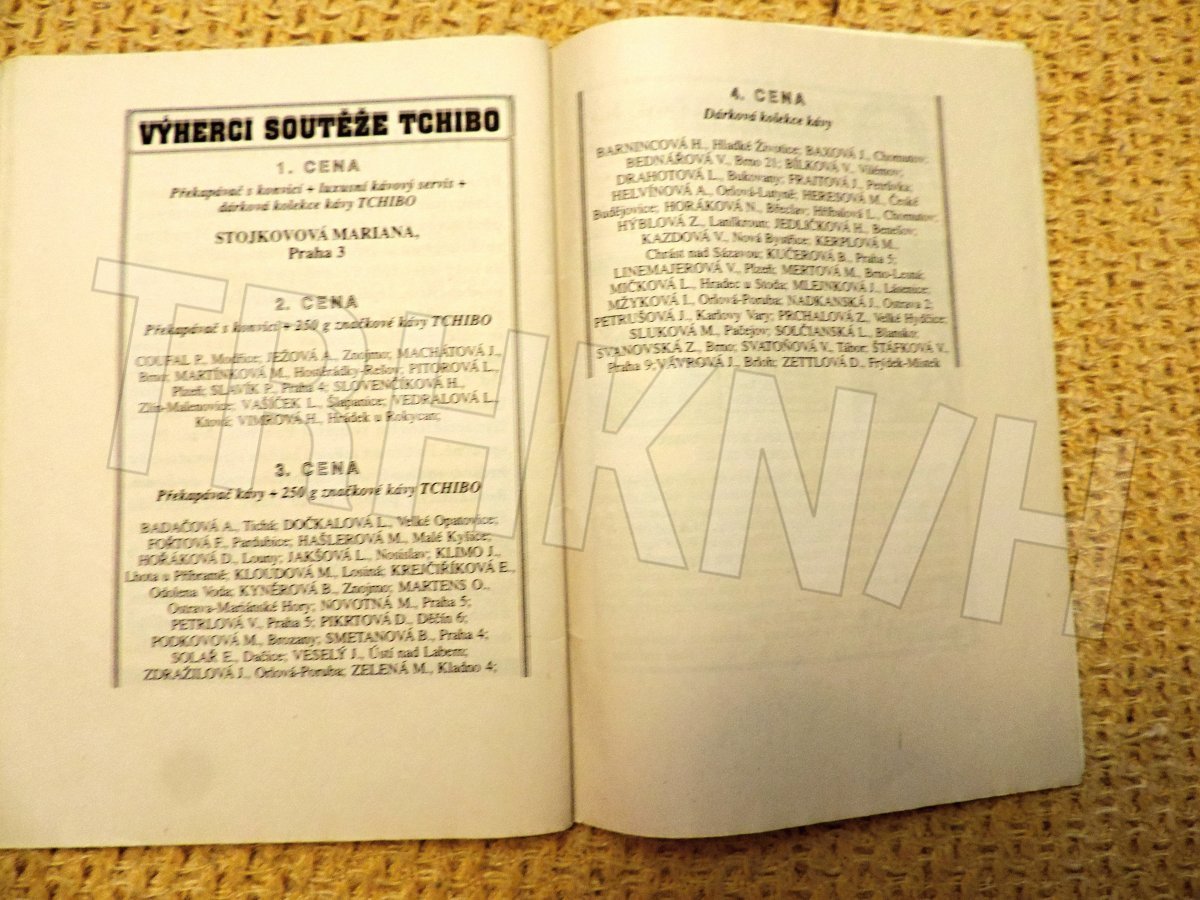 VÝHERCI SOUTĚŽE TCHIBO
1. CENA
Překapávač s konvicí + luxusní kávový servis +
dárková kolekce kávy TCHIBO
STOJKOVOVÁ MARIANA,
Praha 3
2. CENA
Překapávač s konvicí + 250 g značkové kávy TCHIBO
COUFAL P., Modřice; JEŽOVÁ A., Znojmo; MACHÁTOVÁ J.,
Brno; MARTÍNKOVÁ M., Hostěrádky-Rešov; PITOROVÁ L.,
Plzeň; SLAVÍK P., Praha 4; SLOVENČÍKOVÁ H.,
Zlín-Malenovice; VAŠÍČEK L., Šlapanice; VEDRALOVÁ L.,
Ktová; VIMROVÁ H., Hrádek u Rokycan;
3. CENA
Překapávač kávy + 250 g značkové kávy TCHIBO
BADAČOVÁ A., Tichá; DOČKALOVÁ L., Velké Opatovice;
FOŘTOVÁ E., Pardubice; HAŠLEROVÁ M., Malé Kyšice;
HOŘÁKOVÁ D., Louny; JAKŠOVÁ L., Nosislav; KLIMO J.,
Lhota u Příbramě; KLOUDOVÁ M., Losiná; KREJČIŘÍKOVÁ E.,
Odolena Voda; KYNĚROVÁ B., Znojmo; MARTENS O.,
Ostrava-Mariánské Hory; NOVOTNÁ M., Praha 5;
PETRLOVÁ V., Praha 5; PIKRTOVÁ D., Děčín 6;
PODKOVOVÁ M., Brozany; SMETANOVÁ B., Praha 4;
SOLAŘ E., Dačice; VESELÝ J., Ústí nad Labem;
ZDRAŽILOVÁ J., Orlová-Poruba; ZELENÁ M., Kladno 4;
4. CENA
Dárková kolekce kávy
BARNINCOVÁ H., Hladké Životice; BAXOVÁ J., Chomutov;
BEDNÁŘOVÁ V., Brno 21; BÍLKOVÁ V., Vilémov;
DRAHOTOVÁ L., Bukovany; FRAITOVÁ J., Petrůvka;
HELVÍNOVÁ A., Orlová-Lutyně; HERESOVÁ M., České
Budějovice; HORÁKOVÁ N., Břeclav; Hříbalová L., Chomutov;
HÝBLOVÁ Z., Lanškroun; JEDLIČKOVÁ H., Benešov;
KAZDOVÁ V., Nová Bystřice; KERPLOVÁ M.,
Chrást nad Sázavou; KUČEROVÁ B., Praha 5;
LINEMAJEROVÁ V., Plzeň; MERTOVÁ M., Brno-Lesná;
MIČKOVÁ L., Hradec u Stoda; MLEJNKOVÁ J., Lásenice;
MŽYKOVÁ I., Orlová-Poruba; NADKANSKÁ J., Ostrava 2;
PETRUŠOVÁ J., Karlovy Vary; PRCHALOVÁ Z., Velké Hydčice;
SLUKOVÁ M., Pačejov; SOLČIANSKÁ L., Blansko;
SVANOVSKÁ Z., Brno; SVATOŇOVÁ V., Tábor; ŠTÁFKOVÁ V.,
Praha 9; VÁVROVÁ J., Brloh; ZETTLOVÁ D., Frýdek-Místek
TRHKNIH